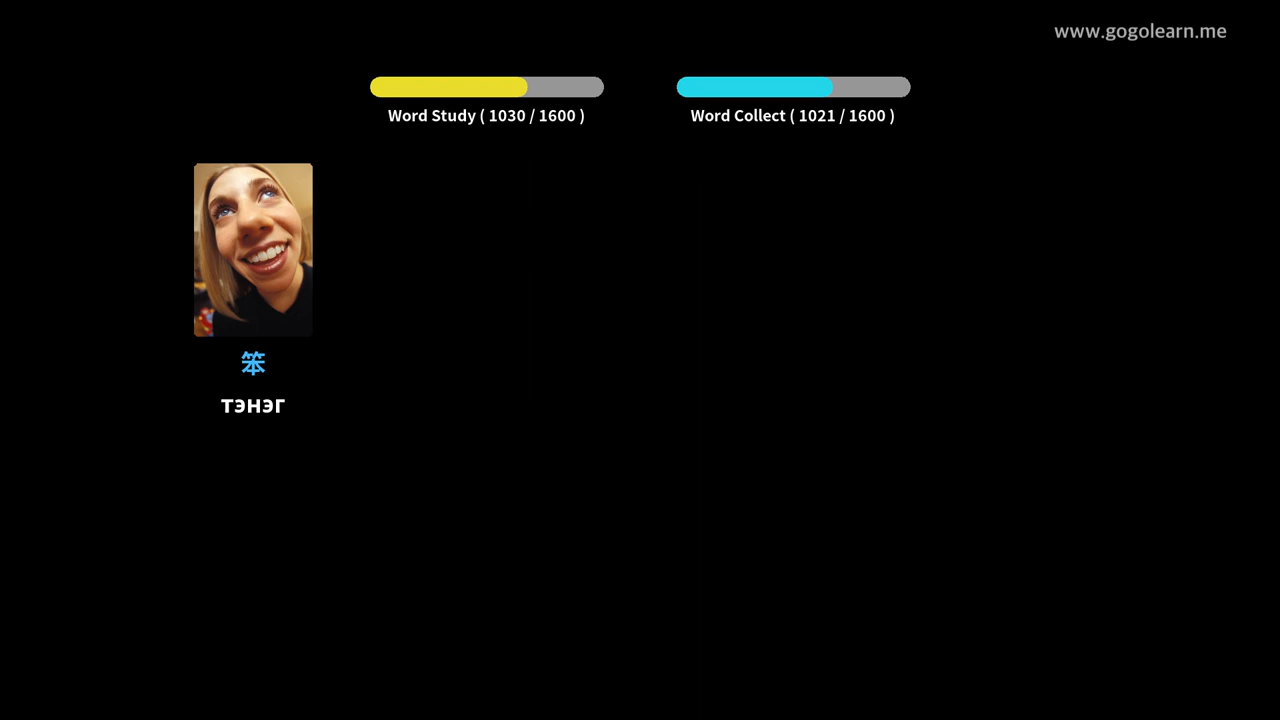 www.gogolearn.me
Word Study ( 1030 / 1600 )
Word Collect ( 1021 / 1600 )
笨
тэнэг